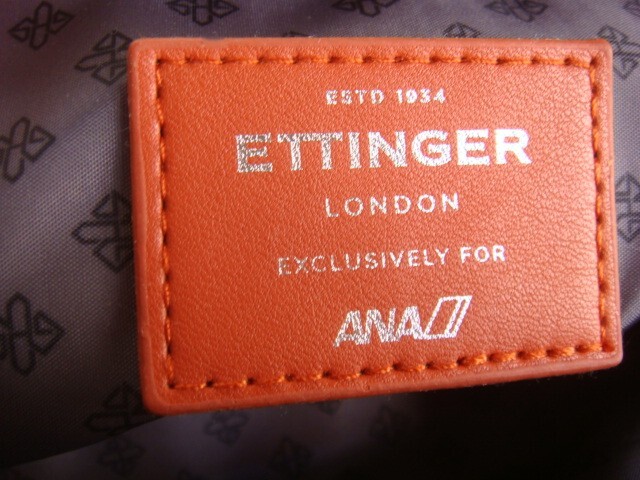 ESTD 1934
ETTINGER
LONDON
EXCLUSIVELY FOR
ANA